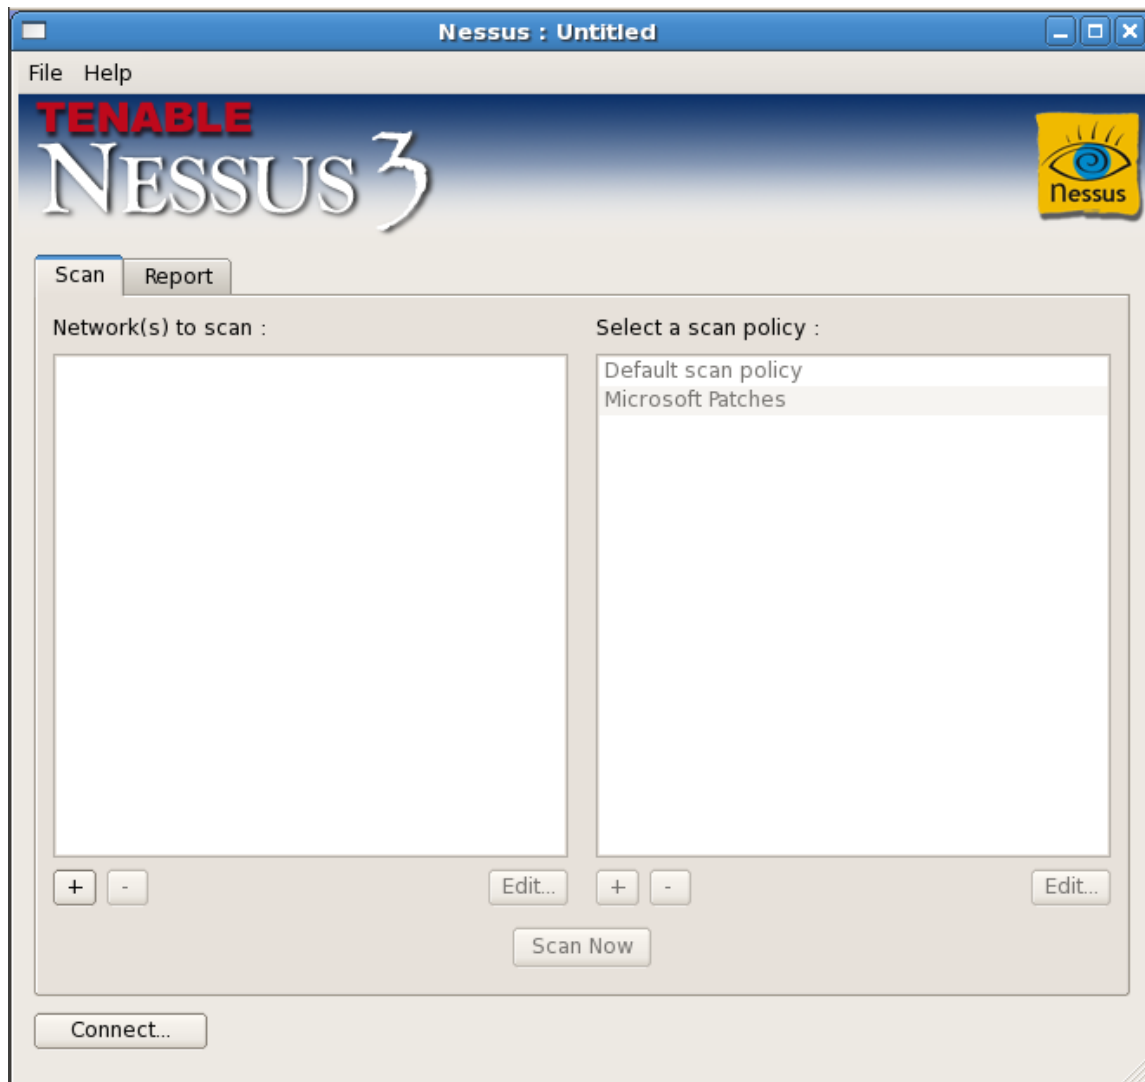 Nessus : Untitled
File Help
TENABLE
NESSUS 3
Nessus
Scan Report
Network(s) to scan :
Select a scan policy :
Default scan policy
Microsoft Patches
+ - Edit...
+ - Edit...
Scan Now
Connect...